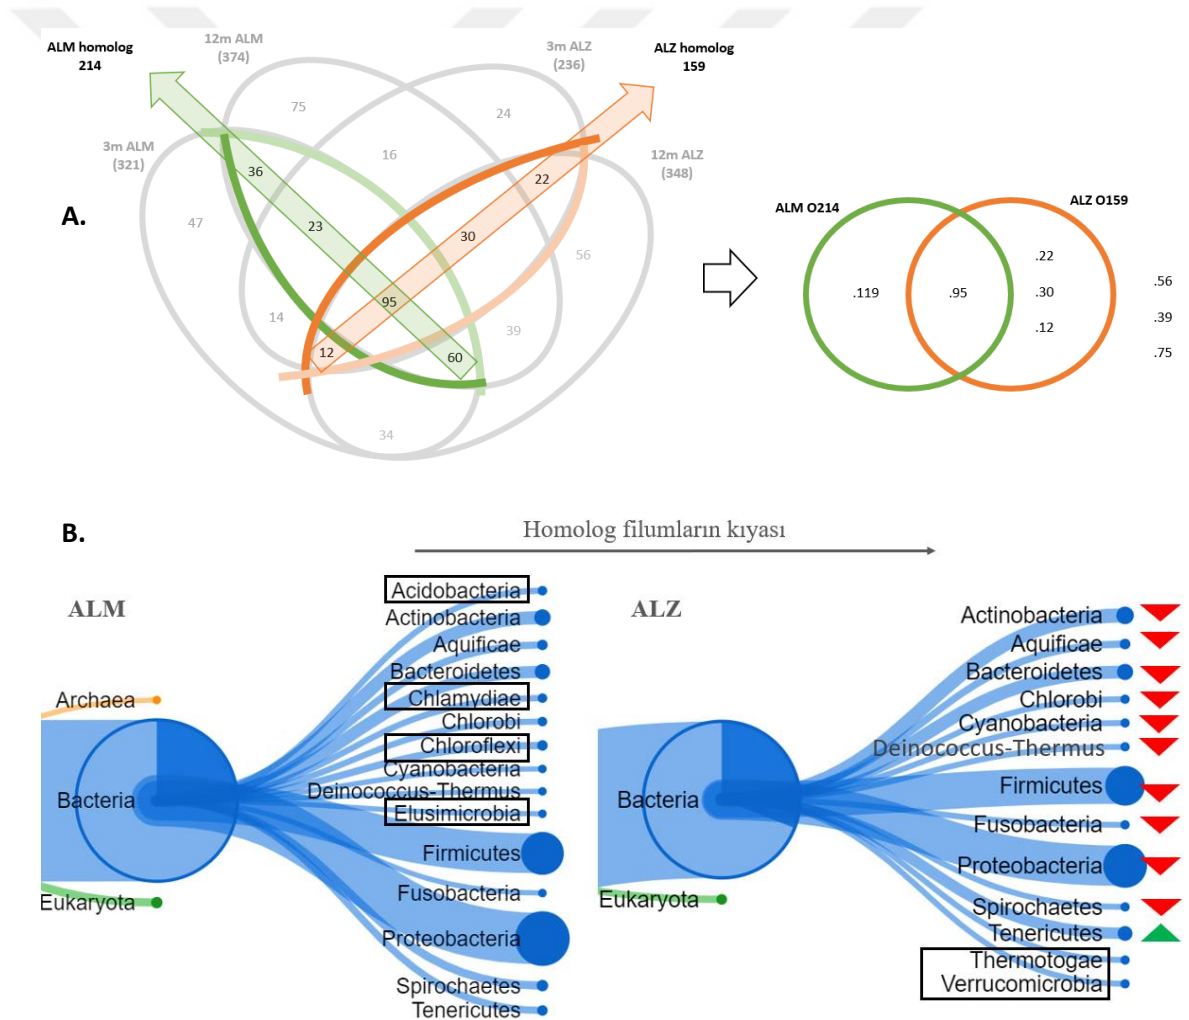 ALM homolog
214
12m ALM
(374)
3m ALZ
(236)
ALZ homolog
159
3m ALM
(321)
12m ALZ
(348)
75
24
16
36
22
47
23
30
56
95
14
39
12
60
34
A.
ALM O214
ALZ O159
.119
.95
.22
.30
.12
.56
.39
.75
B.
Homolog filumların kıyası
ALM
Archaea
Bacteria
Eukaryota
Acidobacteria
Actinobacteria
Aquificae
Bacteroidetes
Chlamydiae
Chlorobi
Chloroflexi
Cyanobacteria
Deinococcus-Thermus
Elusimicrobia
Firmicutes
Fusobacteria
Proteobacteria
Spirochaetes
Tenericutes
ALZ
Bacteria
Eukaryota
Actinobacteria
Aquificae
Bacteroidetes
Chlorobi
Cyanobacteria
Deinococcus-Thermus
Firmicutes
Fusobacteria
Proteobacteria
Spirochaetes
Tenericutes
Thermotogae
Verrucomicrobia